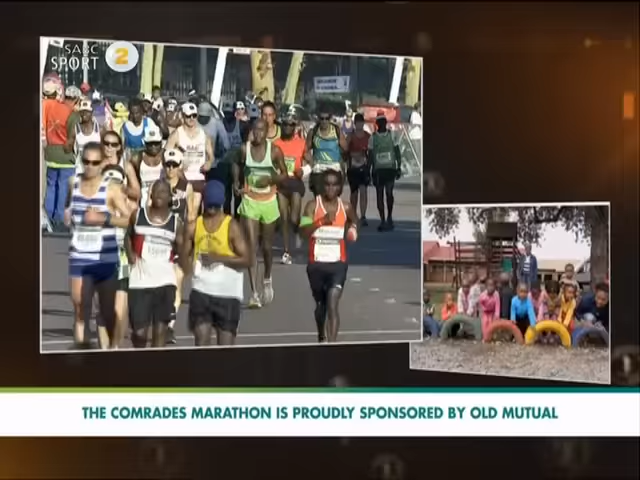 SABC
SPORT 2
THE COMRADES MARATHON IS PROUDLY SPONSORED BY OLD MUTUAL